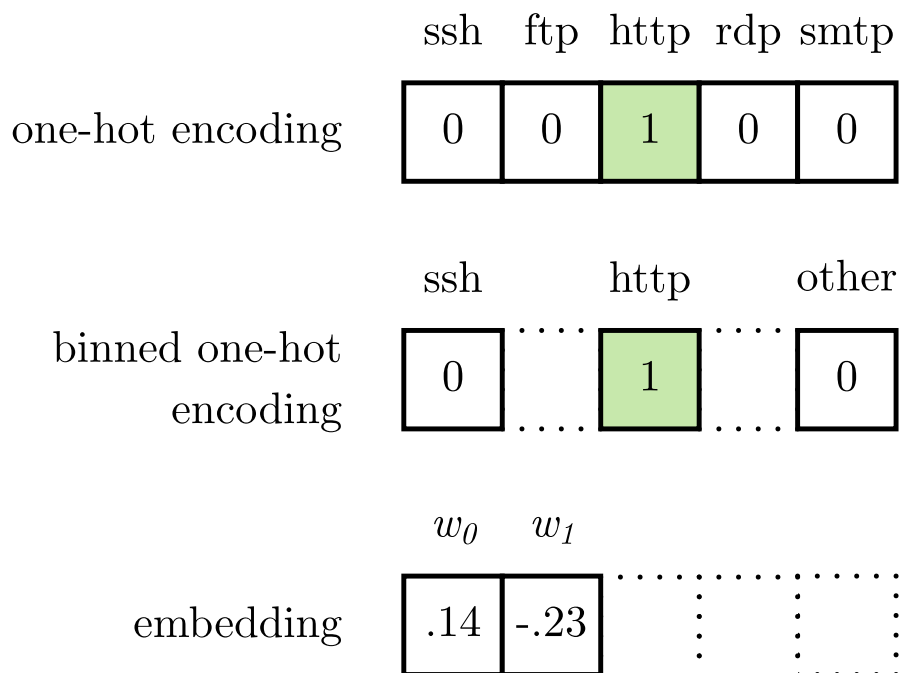 ssh ftp http rdp smtp
one-hot encoding 0 0 1 0 0
ssh http other
binned one-hot
encoding
0 1 0
w0 w1
embedding .14 -.23